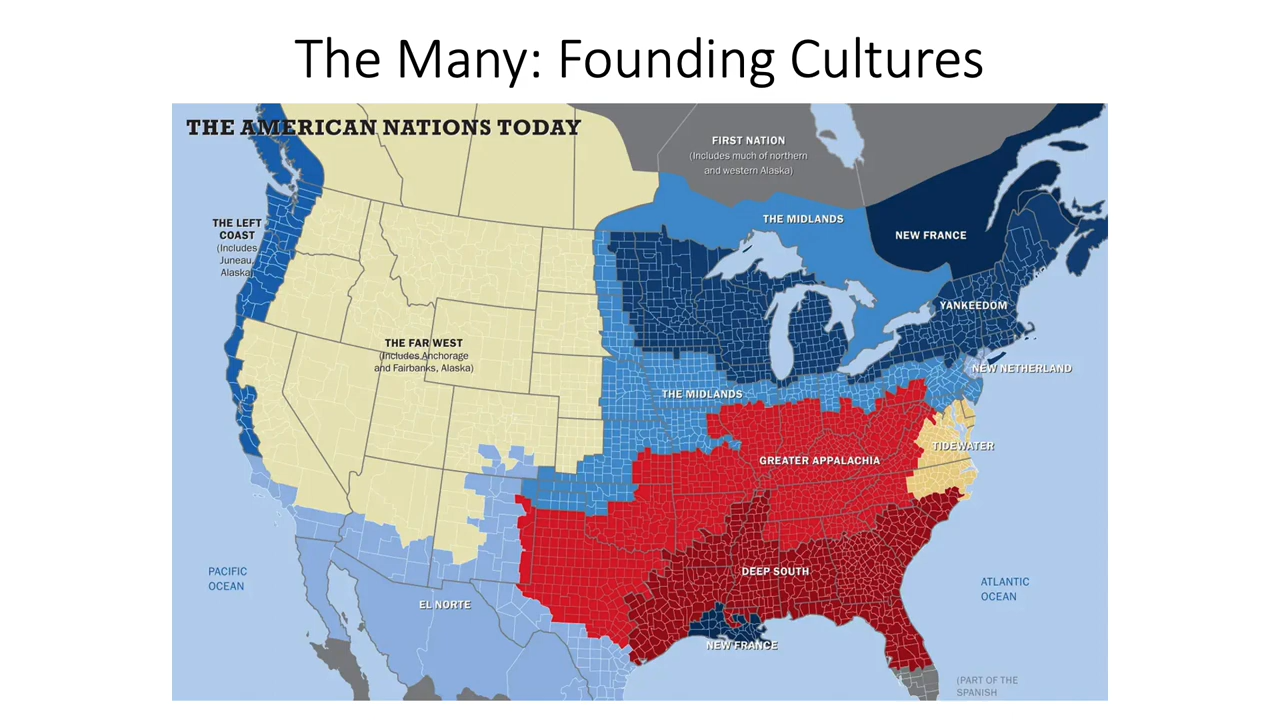 The Many: Founding Cultures
THE AMERICAN NATIONS TODAY
FIRST NATION
(Includes much of northern
and western Alaska)
THE LEFT
COAST
(Includes
Juneau,
Alaska)
THE MIDLANDS
NEW FRANCE
YANKEEDOM
THE FAR WEST
(Includes Anchorage
and Fairbanks, Alaska)
NEW NETHERLAND
THE MIDLANDS
TIDEWATER
GREATER APPALACHIA
DEEP SOUTH
PACIFIC
OCEAN
ATLANTIC
OCEAN
EL NORTE
NEW FRANCE
(PART OF THE
SPANISH